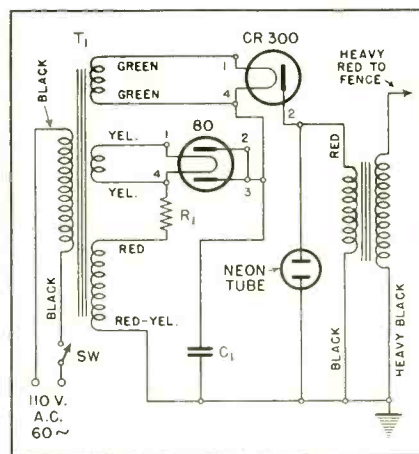 T1
CR 300
HEAVY
RED TO
FENCE
BLACK
GREEN
1
GREEN
4
2
80
YEL.
1
2
YEL.
4
3
R1
RED
RED
RED-YEL.
NEON
TUBE
BLACK
SW
C1
BLACK
HEAVY BLACK
110 V.
A.C.
60~